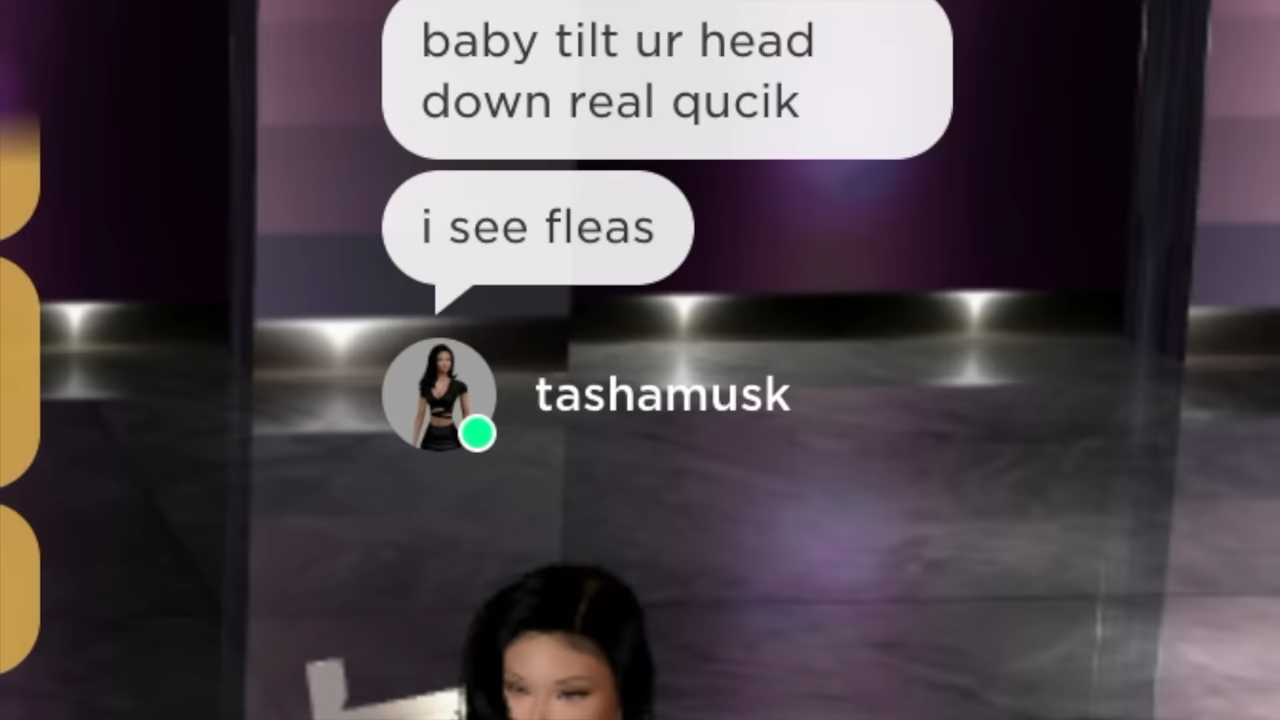 baby tilt ur head
down real qucik
i see fleas
tashamusk